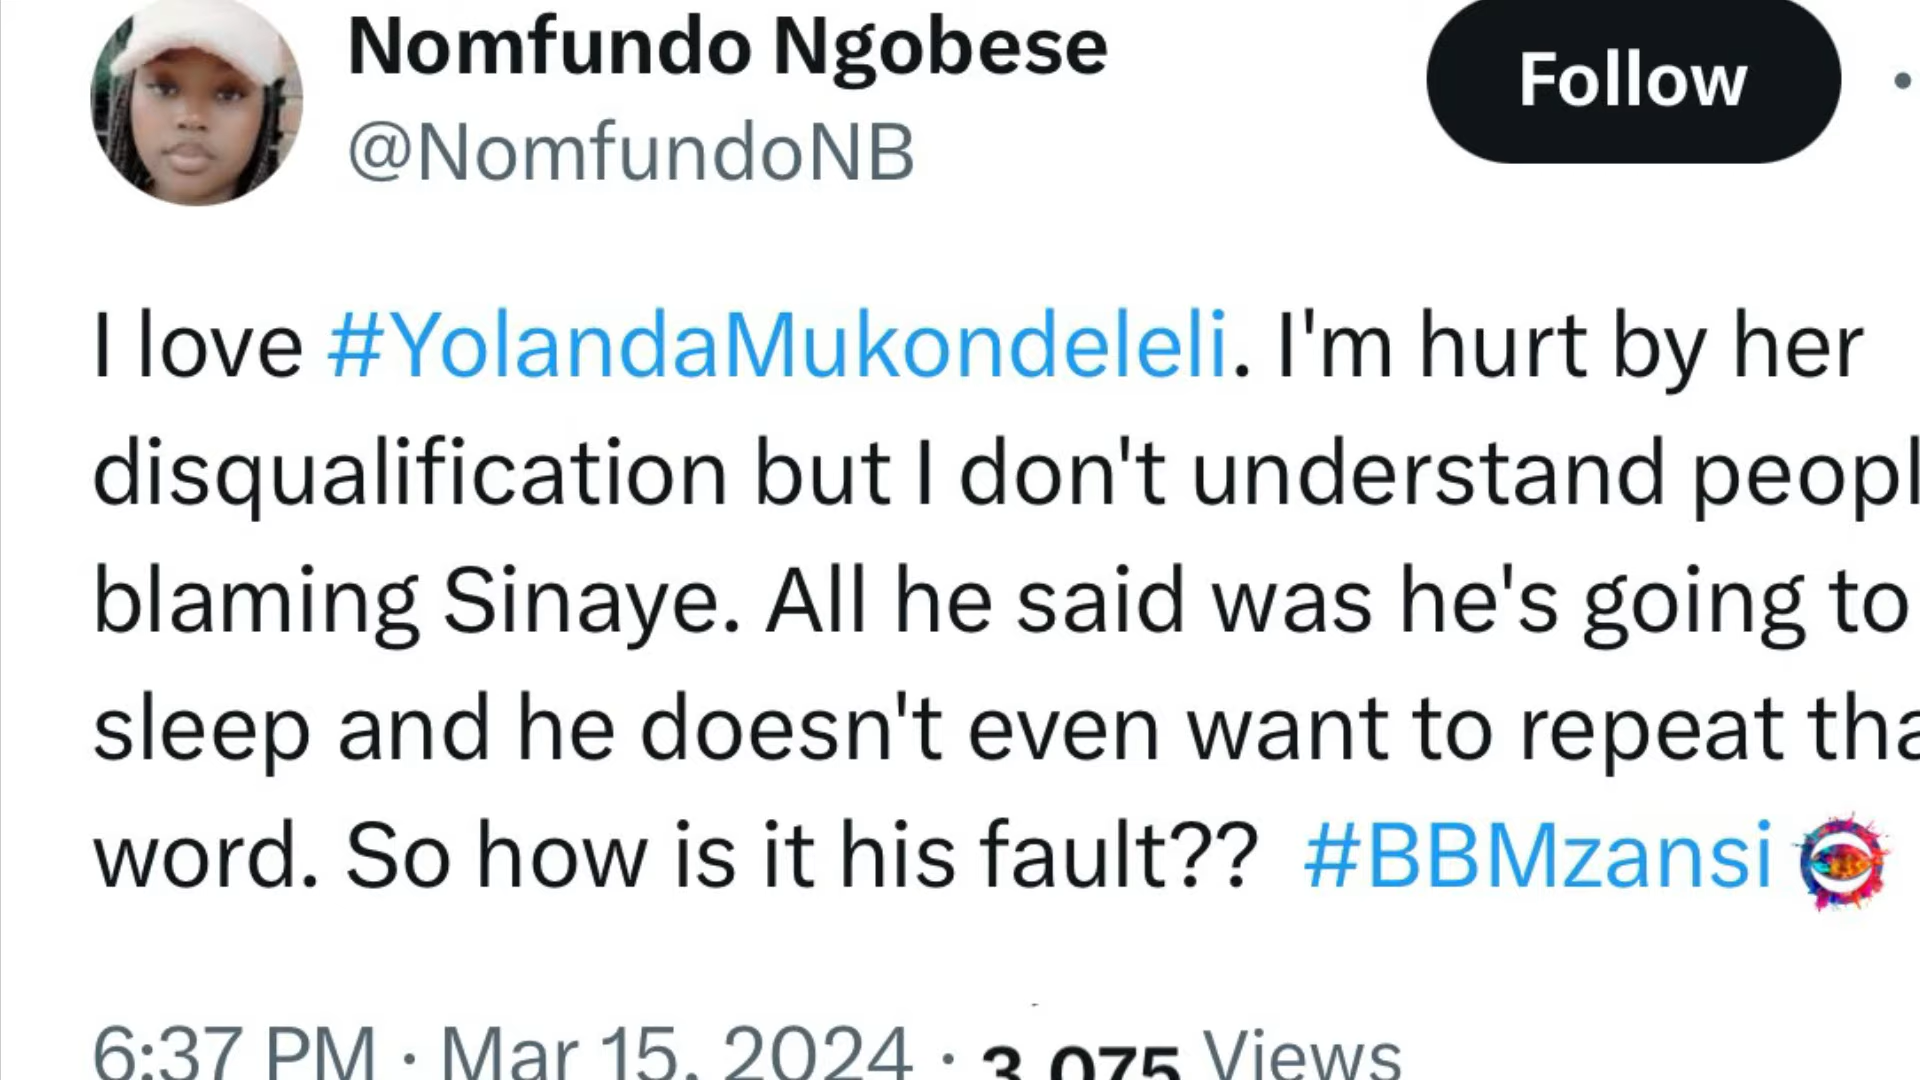 Nomfundo Ngobese
Follow
@NomfundoNB
I love #YolandaMukondeleli. I'm hurt by her
disqualification but I don't understand peopl
blaming Sinaye. All he said was he's going to
sleep and he doesn't even want to repeat tha
word. So how is it his fault?? #BBMzansi
6:37 PM · Mar 15, 2024 · 3,075 Views